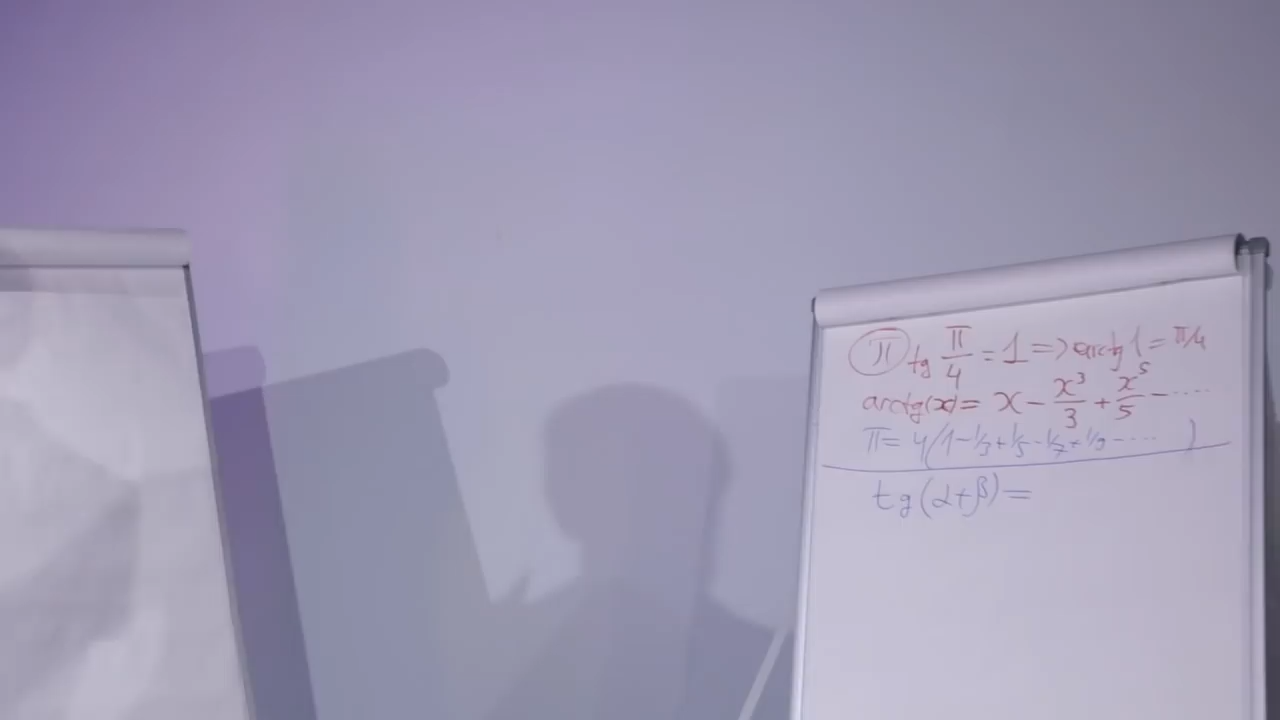 π tg π/4 = 1 => arctg 1 = π/4
arctg(x) = x - x³/3 + x⁵/5 - ....
π = 4(1 - 1/3 + 1/5 - 1/7 + 1/9 - .... )
tg(α+β) =